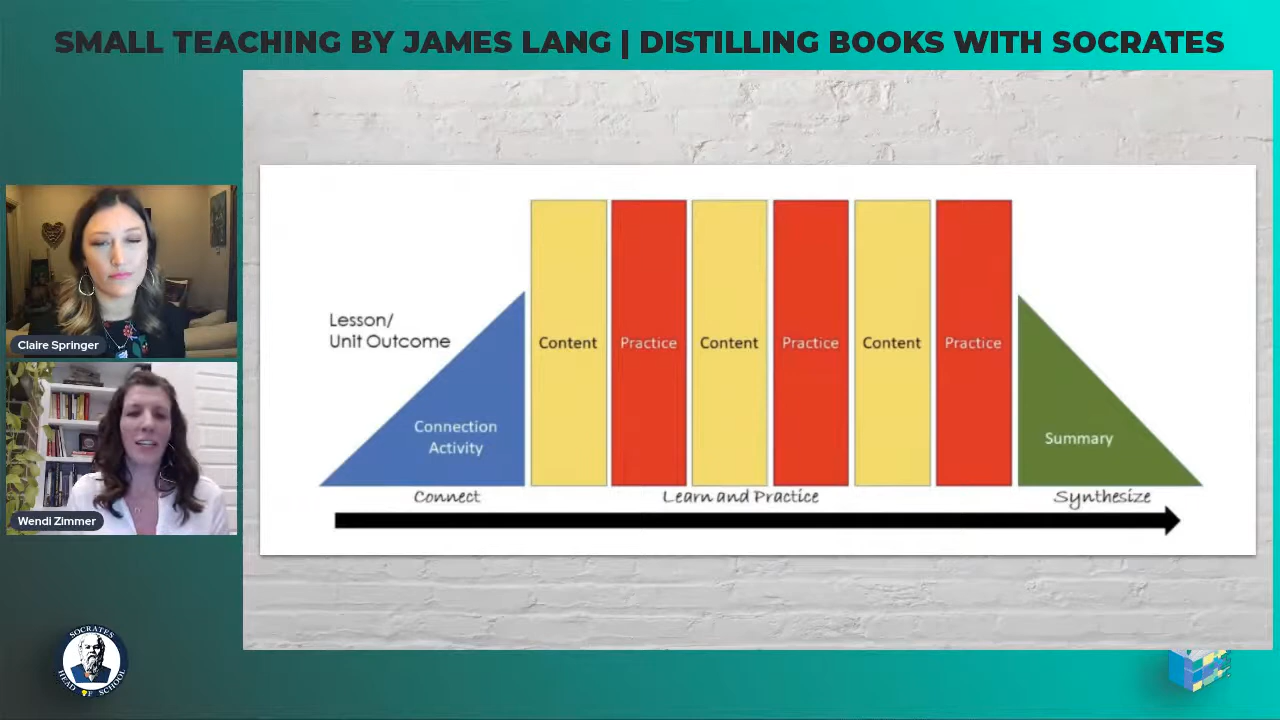 SMALL TEACHING BY JAMES LANG | DISTILLING BOOKS WITH SOCRATES
Claire Springer
Wendi Zimmer
Lesson/
Unit Outcome
Connection
Activity
Content
Practice
Content
Practice
Content
Practice
Summary
Connect
Learn and Practice
Synthesize
SOCRATES
HEAD OF SCHOOL